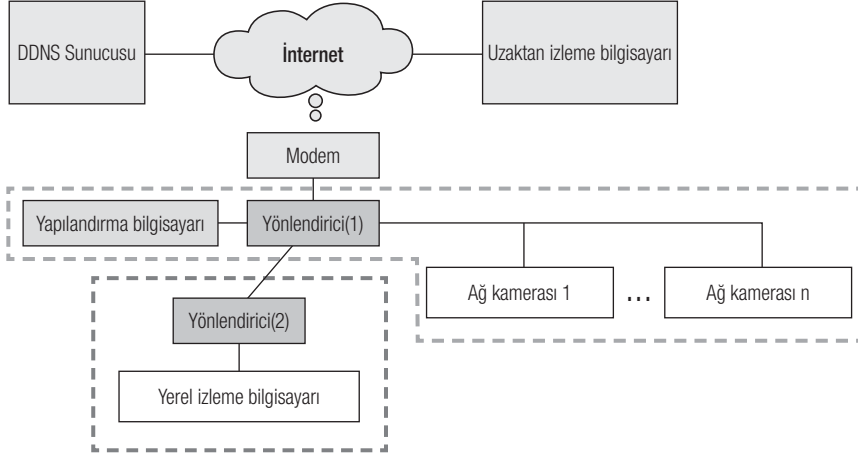 DDNS Sunucusu
İnternet
Uzaktan izleme bilgisayarı
Modem
Yapılandırma bilgisayarı
Yönlendirici(1)
Ağ kamerası 1
...
Ağ kamerası n
Yönlendirici(2)
Yerel izleme bilgisayarı